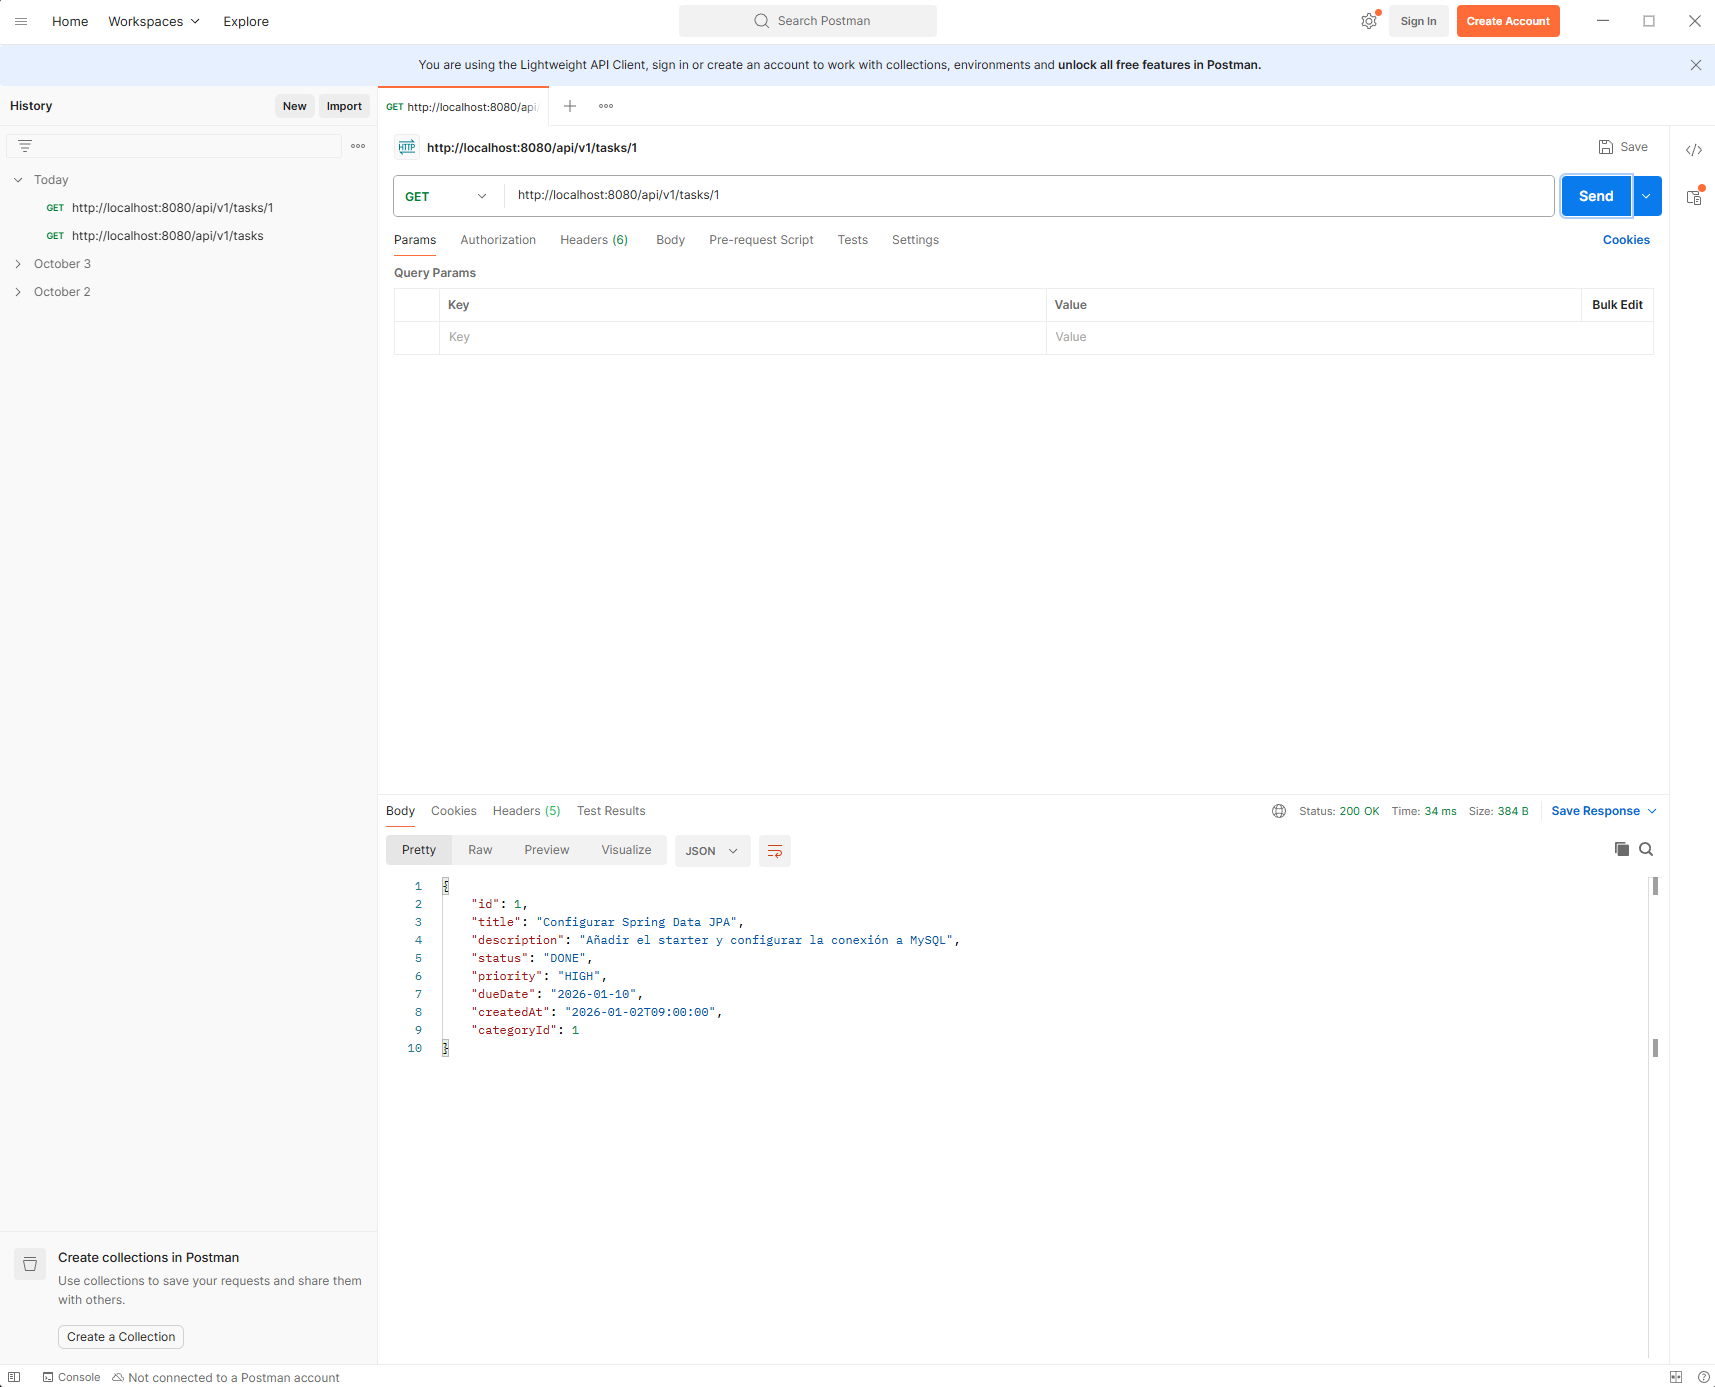 Home Workspaces Explore Search Postman Sign In Create Account
You are using the Lightweight API Client, sign in or create an account to work with collections, environments and unlock all free features in Postman.
History New Import
Today
GET http://localhost:8080/api/v1/tasks/1
GET http://localhost:8080/api/v1/tasks
October 3
October 2
Create collections in Postman
Use collections to save your requests and share them
with others.
Create a Collection
GET http://localhost:8080/api
HTTP http://localhost:8080/api/v1/tasks/1 Save
GET http://localhost:8080/api/v1/tasks/1 Send
Params Authorization Headers (6) Body Pre-request Script Tests Settings Cookies
Query Params
Key Value Bulk Edit
Key Value
Body Cookies Headers (5) Test Results Status: 200 OK Time: 34 ms Size: 384 B Save Response
Pretty Raw Preview Visualize JSON
1 {
2 "id": 1,
3 "title": "Configurar Spring Data JPA",
4 "description": "Añadir el starter y configurar la conexión a MySQL",
5 "status": "DONE",
6 "priority": "HIGH",
7 "dueDate": "2026-01-10",
8 "createdAt": "2026-01-02T09:00:00",
9 "categoryId": 1
10 }
Console Not connected to a Postman account